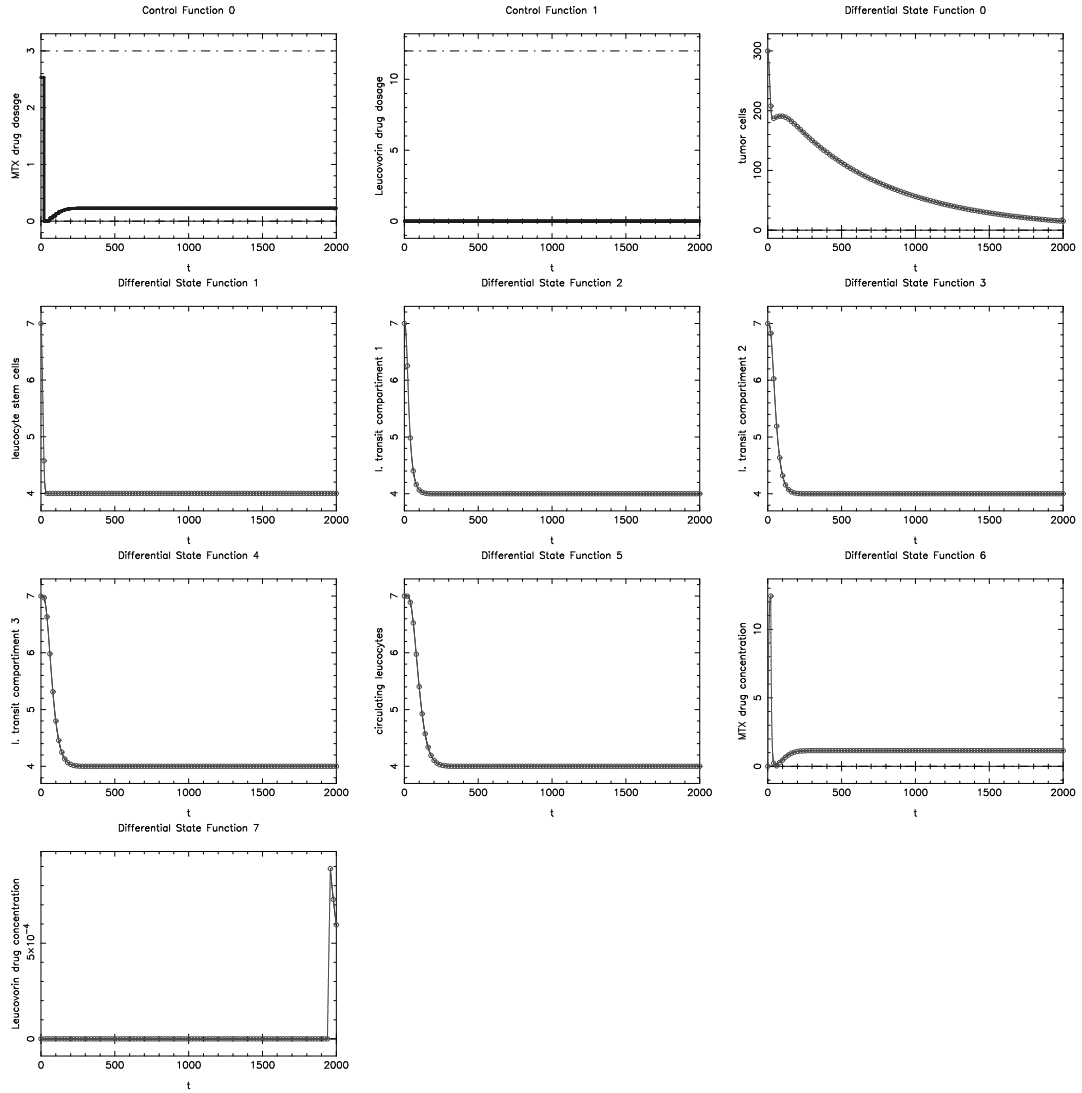 Control Function 0
MTX drug dosage
3
2
1
0
0 500 1000 1500 2000
t
Control Function 1
Leucovorin drug dosage
10
5
0
0 500 1000 1500 2000
t
Differential State Function 0
tumor cells
300
200
100
0
0 500 1000 1500 2000
t
Differential State Function 1
leucocyte stem cells
7
6
5
4
0 500 1000 1500 2000
t
Differential State Function 2
l. transit compartiment 1
7
6
5
4
0 500 1000 1500 2000
t
Differential State Function 3
l. transit compartiment 2
7
6
5
4
0 500 1000 1500 2000
t
Differential State Function 4
l. transit compartiment 3
7
6
5
4
0 500 1000 1500 2000
t
Differential State Function 5
circulating leucocytes
7
6
5
4
0 500 1000 1500 2000
t
Differential State Function 6
MTX drug concentration
10
5
0
0 500 1000 1500 2000
t
Differential State Function 7
Leucovorin drug concentration
5×10⁻⁴
0
0 500 1000 1500 2000
t